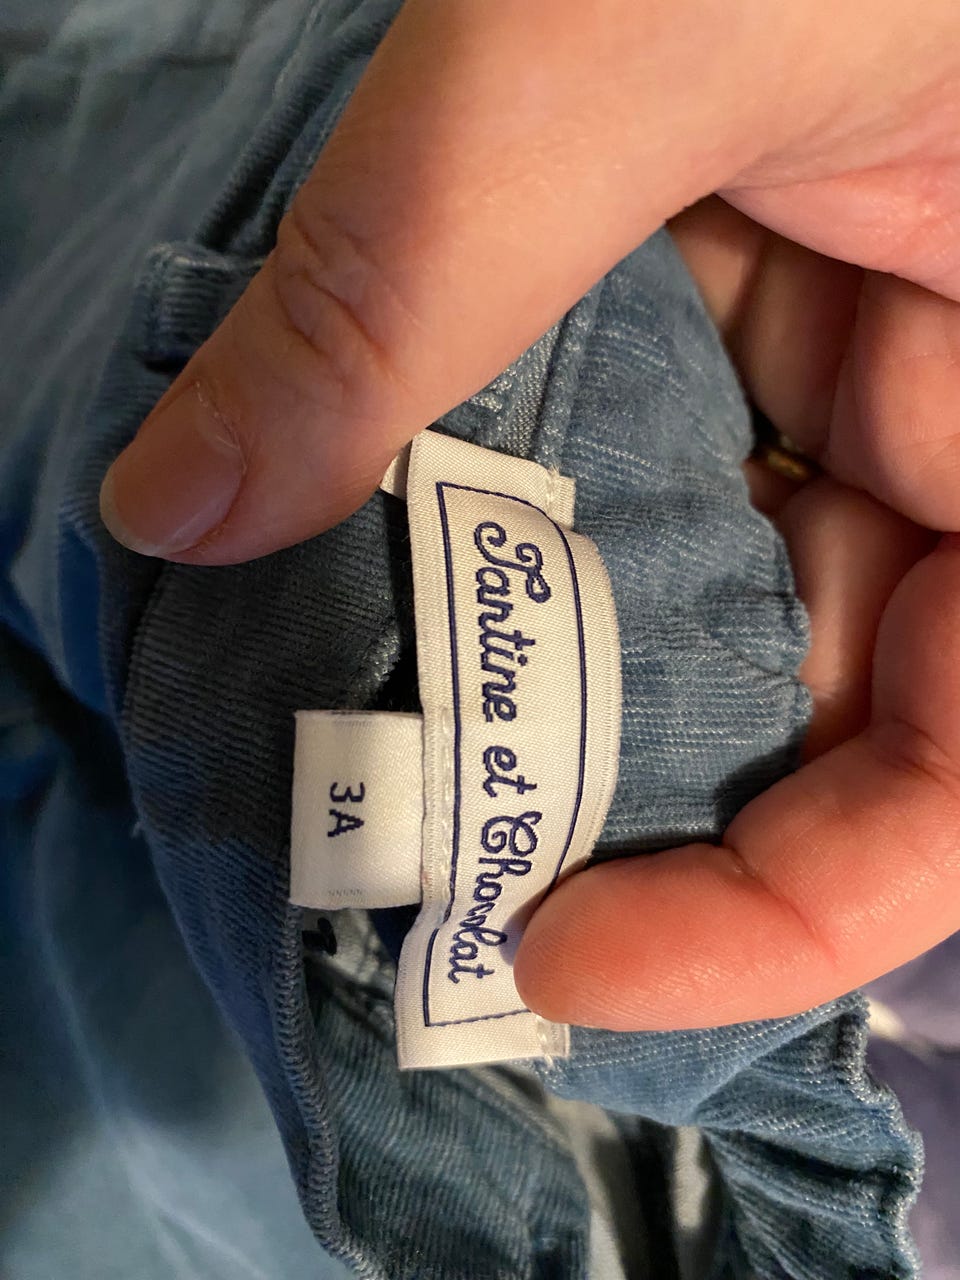 Tartine et Chocolat
3A